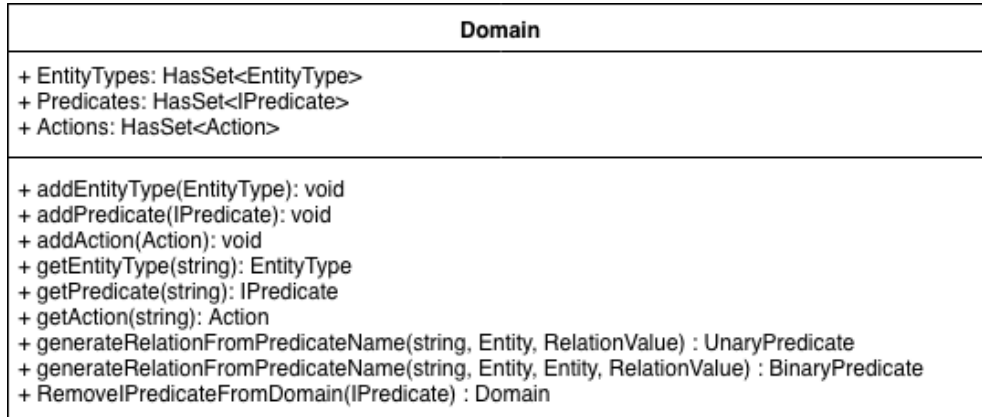 Domain
+ EntityTypes: HasSet<EntityType>
+ Predicates: HasSet<IPredicate>
+ Actions: HasSet<Action>
+ addEntityType(EntityType): void
+ addPredicate(IPredicate): void
+ addAction(Action): void
+ getEntityType(string): EntityType
+ getPredicate(string): IPredicate
+ getAction(string): Action
+ generateRelationFromPredicateName(string, Entity, RelationValue) : UnaryPredicate
+ generateRelationFromPredicateName(string, Entity, Entity, RelationValue) : BinaryPredicate
+ RemoveIPredicateFromDomain(IPredicate) : Domain